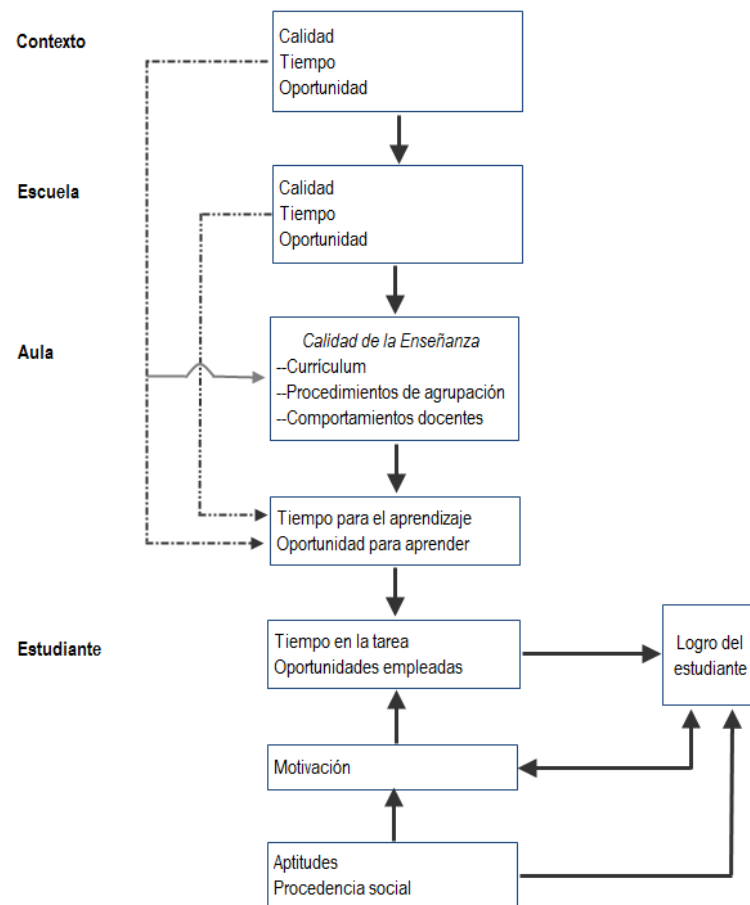 Contexto
Calidad
Tiempo
Oportunidad
Escuela
Calidad
Tiempo
Oportunidad
Aula
Calidad de la Enseñanza
--Currículum
--Procedimientos de agrupación
--Comportamientos docentes
Tiempo para el aprendizaje
Oportunidad para aprender
Estudiante
Tiempo en la tarea
Oportunidades empleadas
Logro del
estudiante
Motivación
Aptitudes
Procedencia social